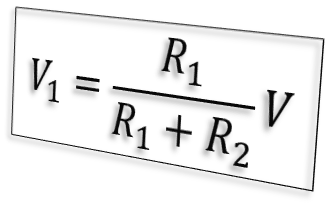 V₁ = R₁ / (R₁ + R₂) V